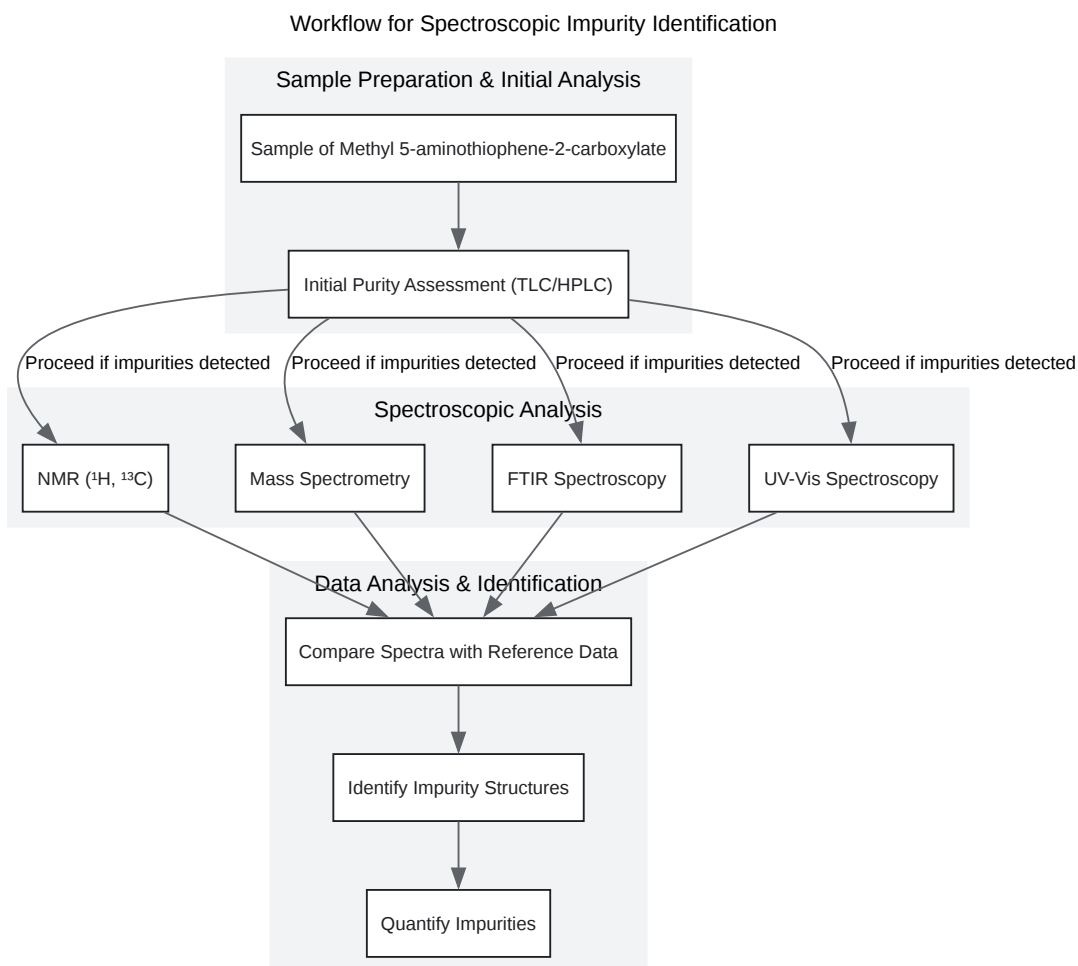 Workflow for Spectroscopic Impurity Identification
Sample Preparation & Initial Analysis
Sample of Methyl 5-aminothiophene-2-carboxylate
Initial Purity Assessment (TLC/HPLC)
Proceed if impurities detected
Proceed if impurities detected
Proceed if impurities detected
Proceed if impurities detected
Spectroscopic Analysis
NMR (¹H, ¹³C)
Mass Spectrometry
FTIR Spectroscopy
UV-Vis Spectroscopy
Data Analysis & Identification
Compare Spectra with Reference Data
Identify Impurity Structures
Quantify Impurities